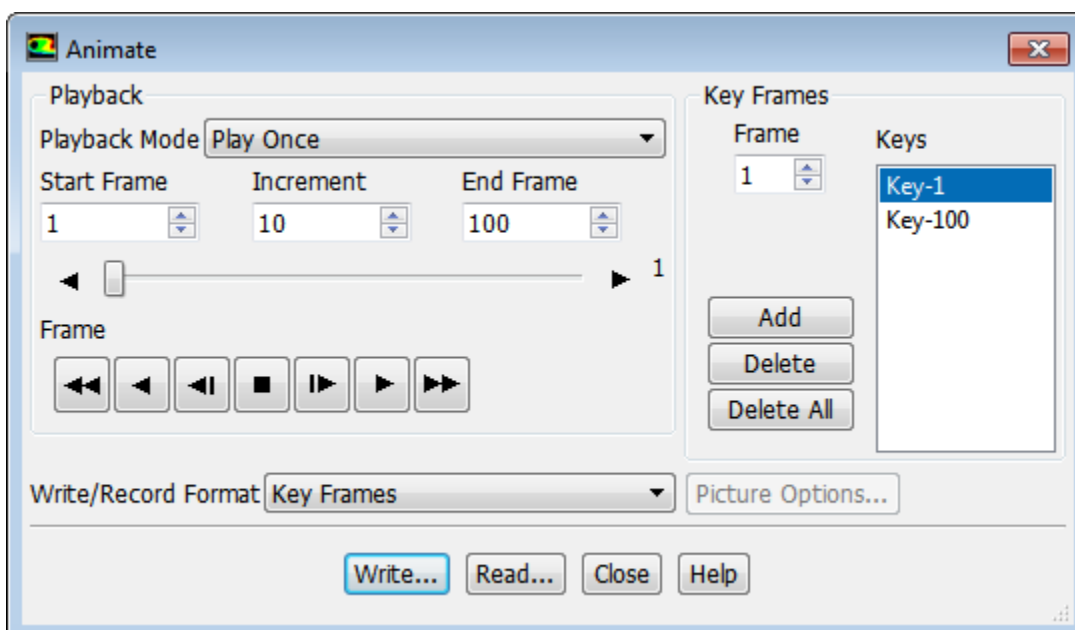 Animate
Playback
Playback Mode Play Once
Start Frame Increment End Frame
1 10 100
1
Frame
Key Frames
Frame Keys
1
Key-1
Key-100
Add
Delete
Delete All
Write/Record Format Key Frames Picture Options...
Write... Read... Close Help